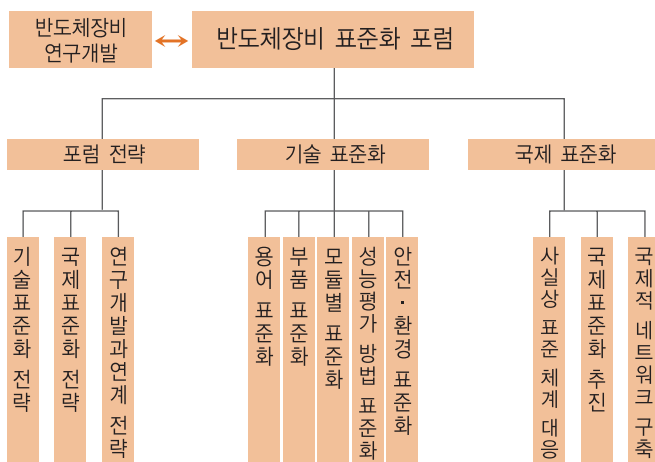 반도체장비
연구개발
반도체장비 표준화 포럼
포럼 전략
기술 표준화
국제 표준화
기술표준화 전략
국제표준화 전략
연구개발과연계 전략
용어 표준화
부품 표준화
모듈별 표준화
성능평가 방법 표준화
안전·환경 표준화
사실상 표준 체계 대응
국제표준화 추진
국제적 네트워크 구축